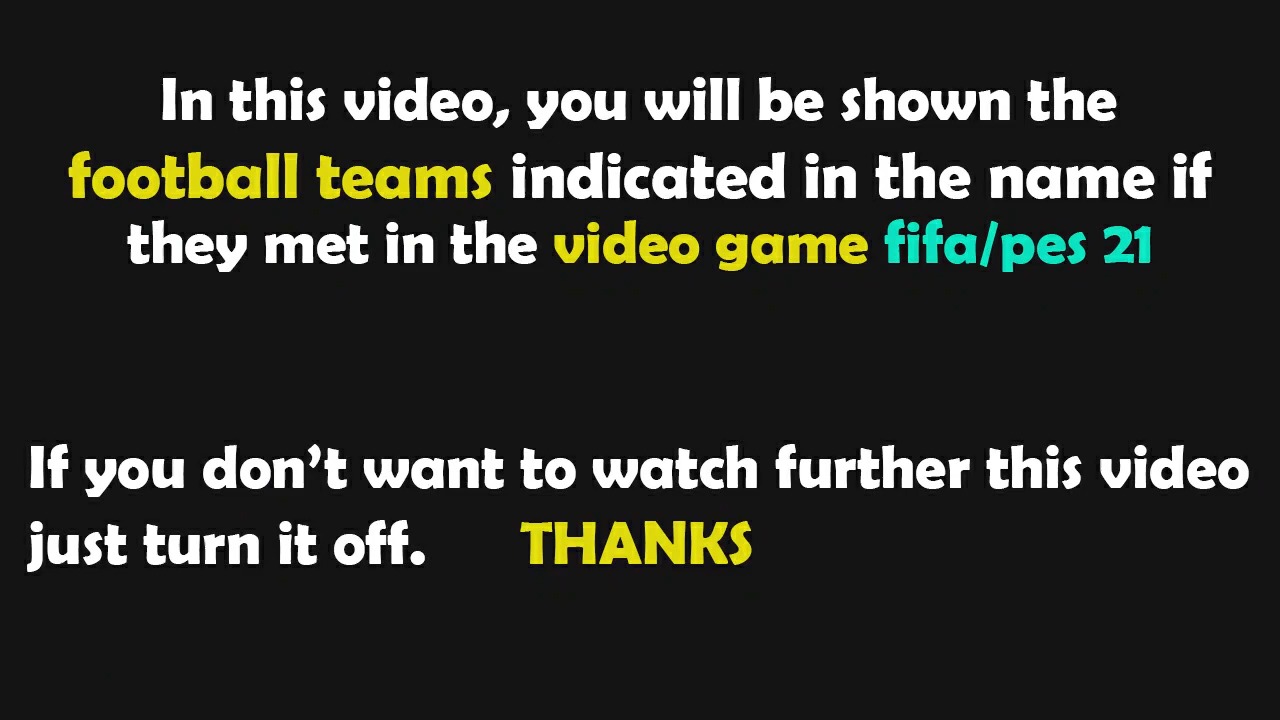 In this video, you will be shown the
football teams indicated in the name if
they met in the video game fifa/pes 21
If you don't want to watch further this video
just turn it off. THANKS